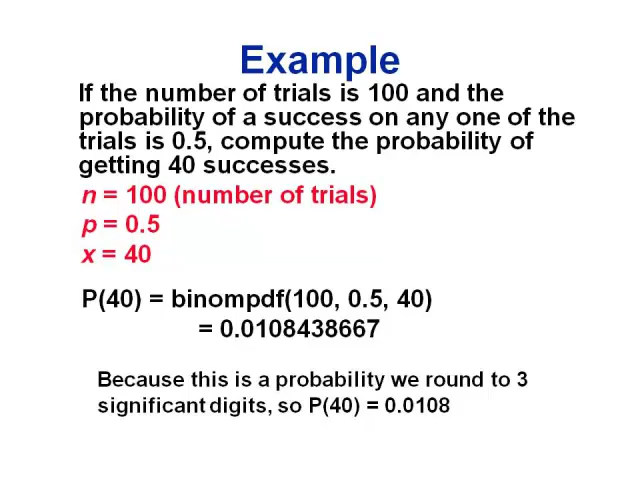 Example
If the number of trials is 100 and the
probability of a success on any one of the
trials is 0.5, compute the probability of
getting 40 successes.
n = 100 (number of trials)
p = 0.5
x = 40
P(40) = binompdf(100, 0.5, 40)
= 0.0108438667
Because this is a probability we round to 3
significant digits, so P(40) = 0.0108